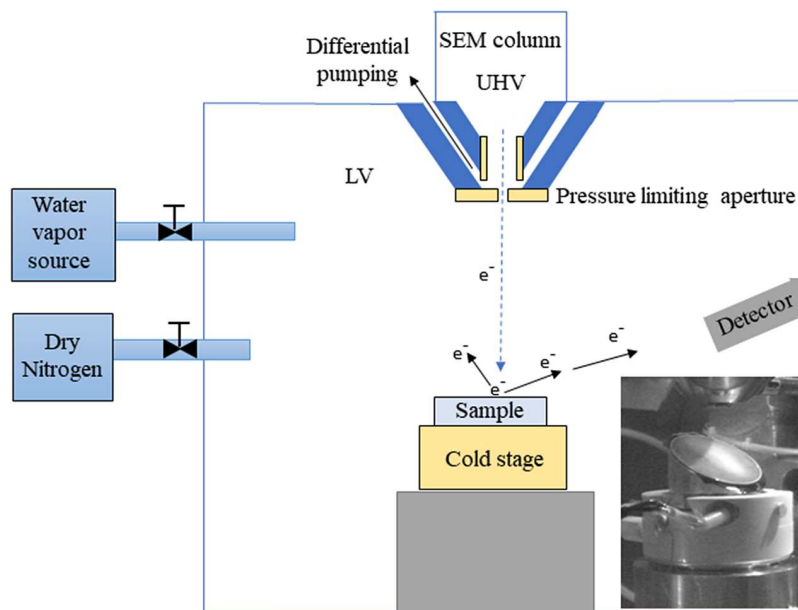 SEM column
UHV
Differential
pumping
LV
Water
vapor
source
Pressure limiting aperture
e-
Dry
Nitrogen
Detector
e-
e-
e-
e-
Sample
Cold stage